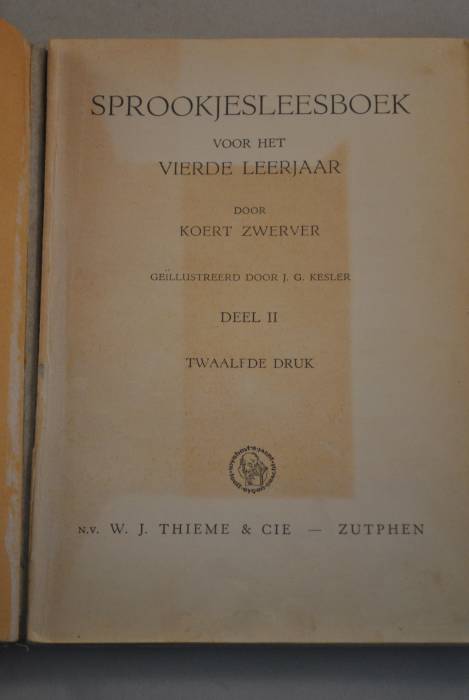 SPROOKJESLEESBOEK
VOOR HET
VIERDE LEERJAAR
DOOR
KOERT ZWERVER
GEÏLLUSTREERD DOOR J. G. KESLER
DEEL II
TWAALFDE DRUK
N.V. W. J. THIEME & CIE — ZUTPHEN